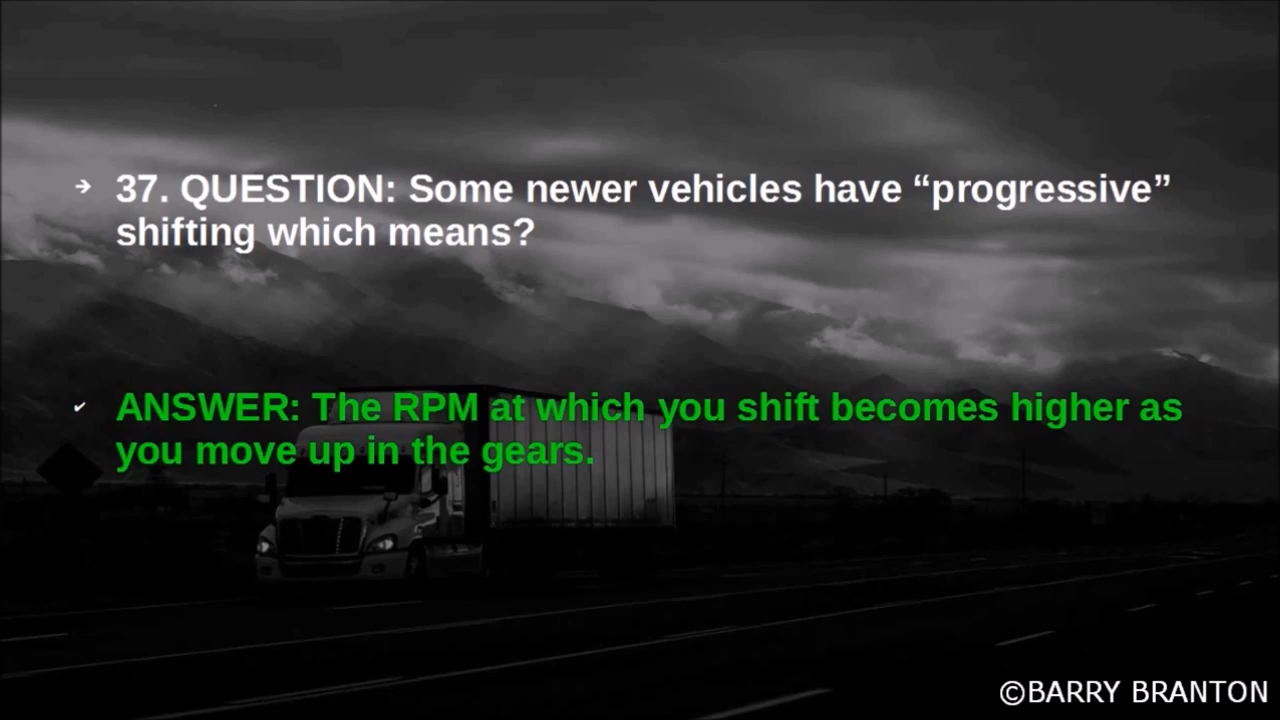 37. QUESTION: Some newer vehicles have “progressive”
shifting which means?
ANSWER: The RPM at which you shift becomes higher as
you move up in the gears.
©BARRY BRANTON